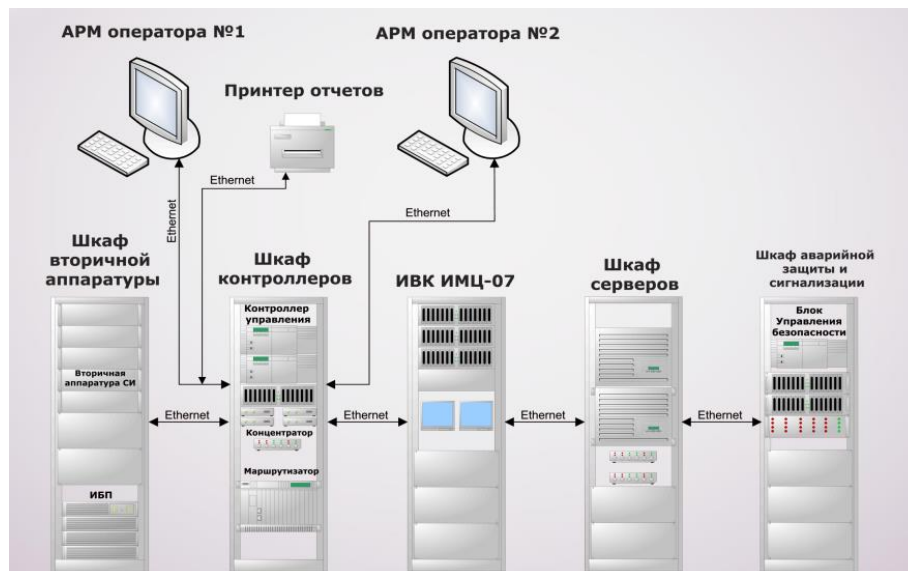 АРМ оператора №1
АРМ оператора №2
Принтер отчетов
Ethernet
Ethernet
Ethernet
Шкаф
вторичной
аппаратуры
Шкаф
контроллеров
ИВК ИМЦ-07
Шкаф
серверов
Шкаф аварийной
защиты и
сигнализации
Контроллер
управления
Блок
Управления
безопасности
Вторичная
аппаратура СИ
Ethernet
Ethernet
Ethernet
Ethernet
Концентратор
Маршрутизатор
ИБП